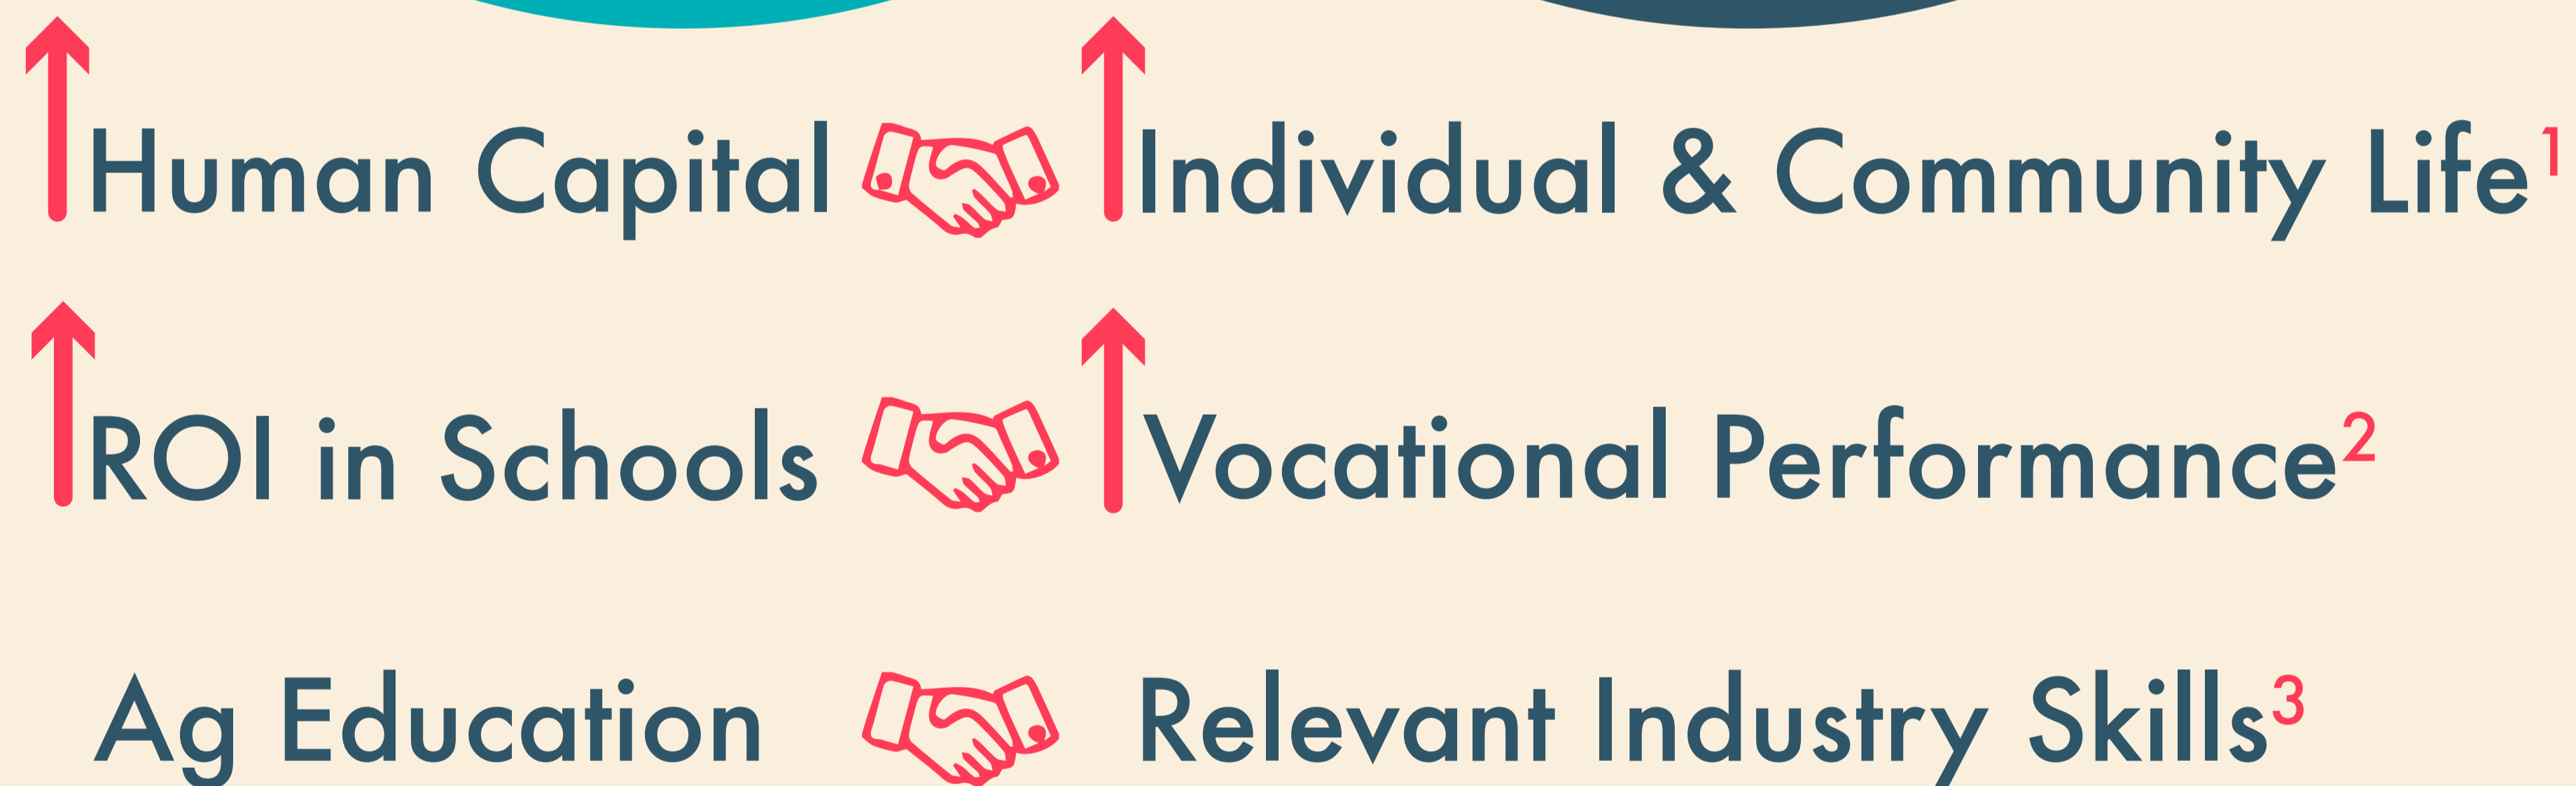 Human Capital Individual & Community Life¹
ROI in Schools Vocational Performance²
Ag Education Relevant Industry Skills³